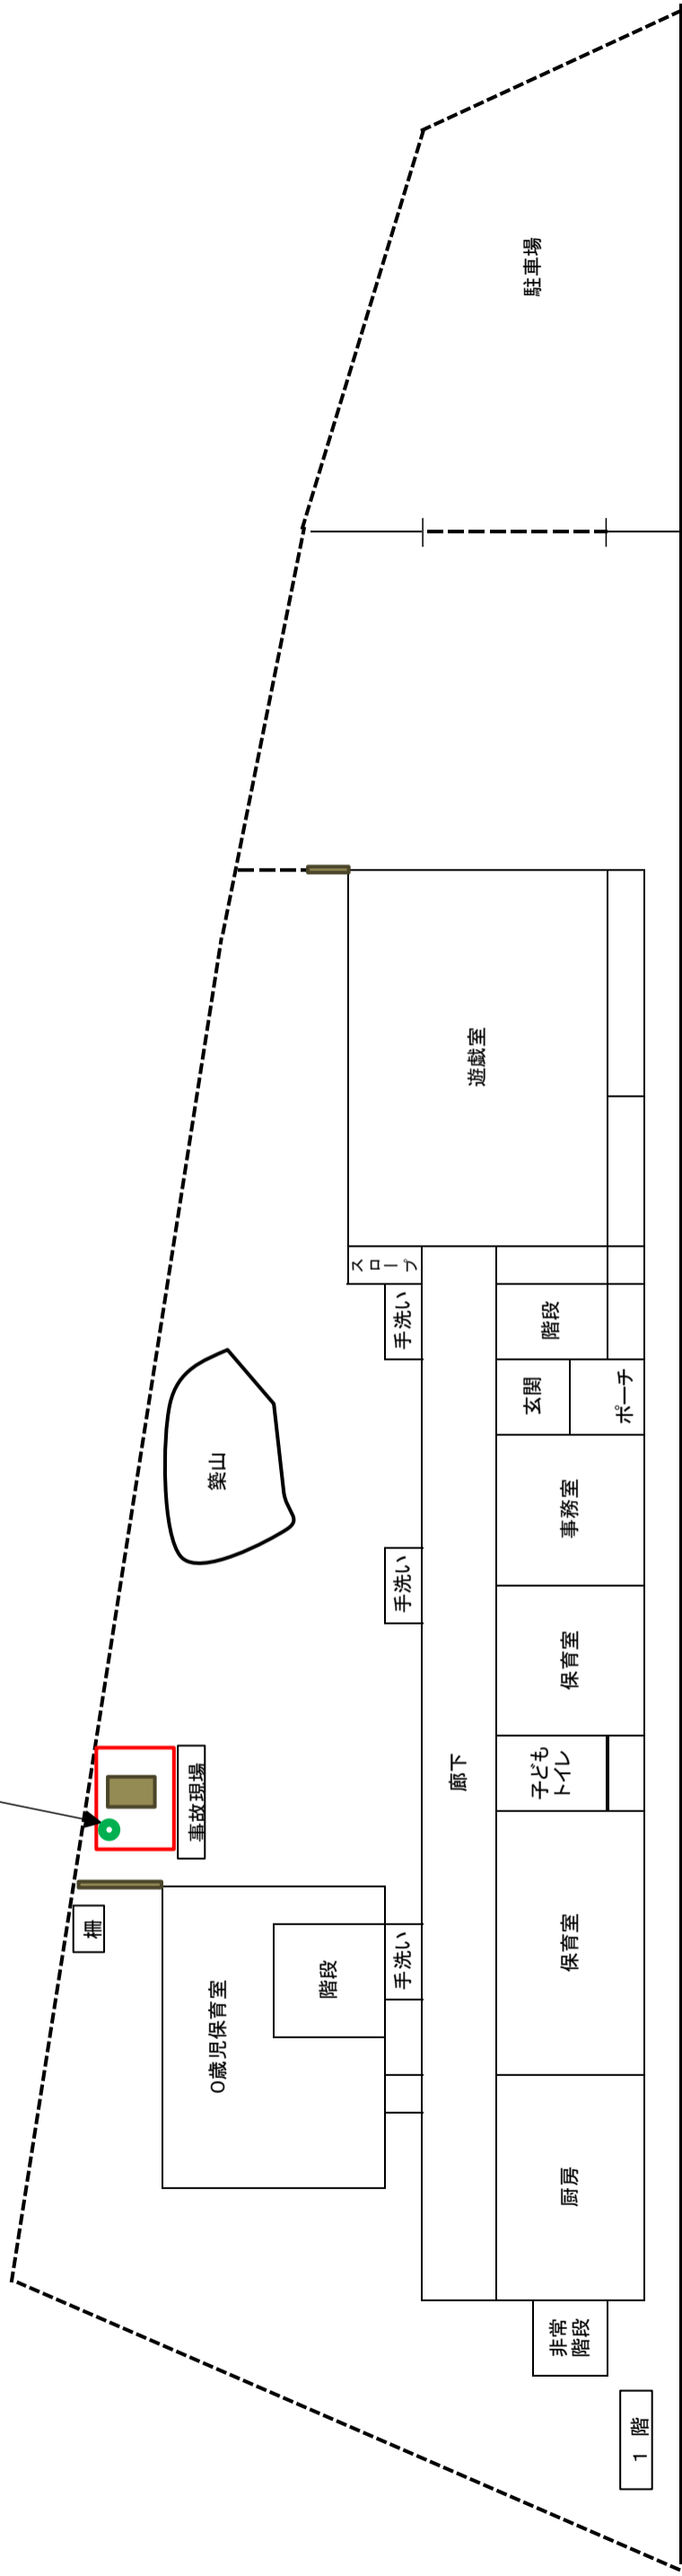 駐車場
遊戯室
スロープ
手洗い
階段
玄関
ポーチ
築山
事務室
手洗い
保育室
廊下
子ども
トイレ
事故現場
柵
保育室
手洗い
階段
0歳児保育室
厨房
非常
階段
1 階